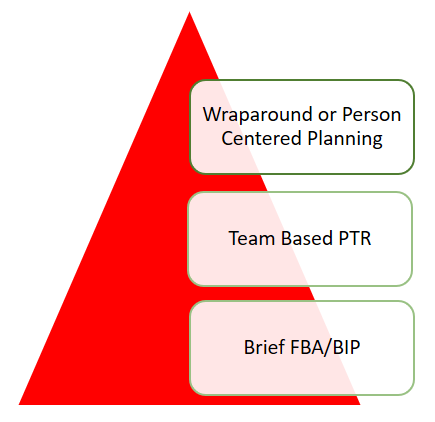 Wraparound or Person
Centered Planning
Team Based PTR
Brief FBA/BIP